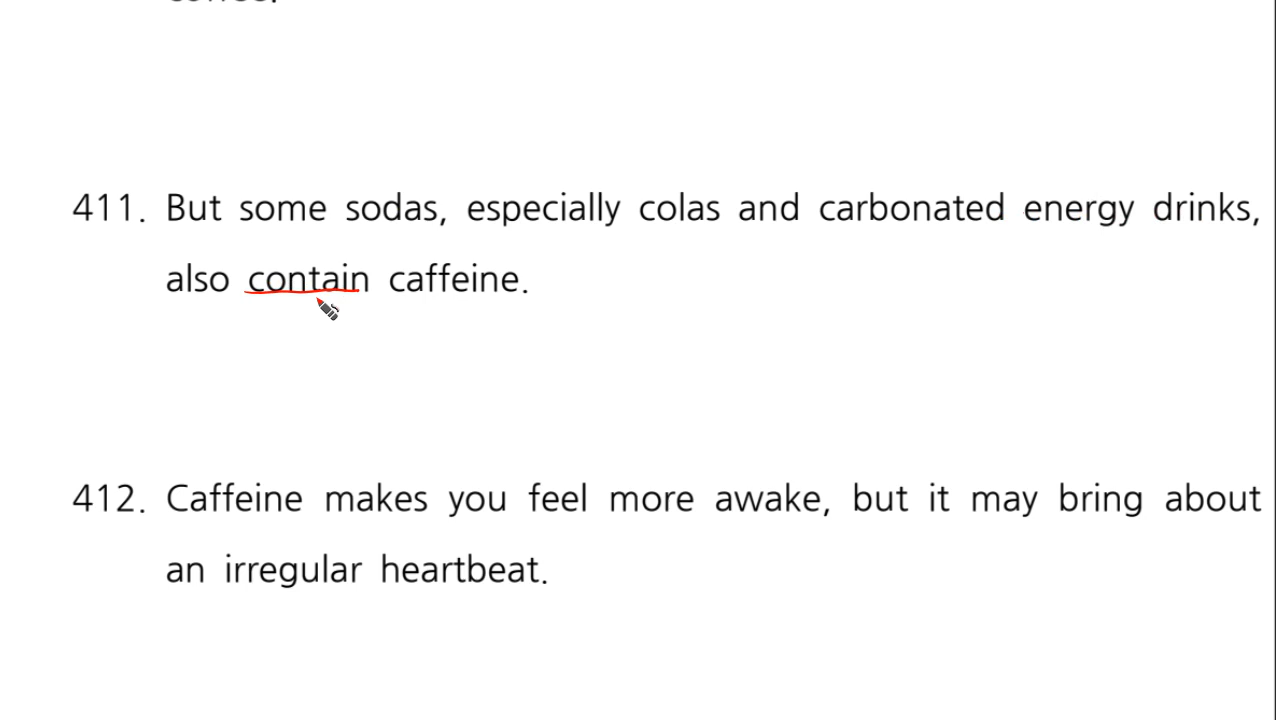 411. But some sodas, especially colas and carbonated energy drinks,
also contain caffeine.
412. Caffeine makes you feel more awake, but it may bring about
an irregular heartbeat.